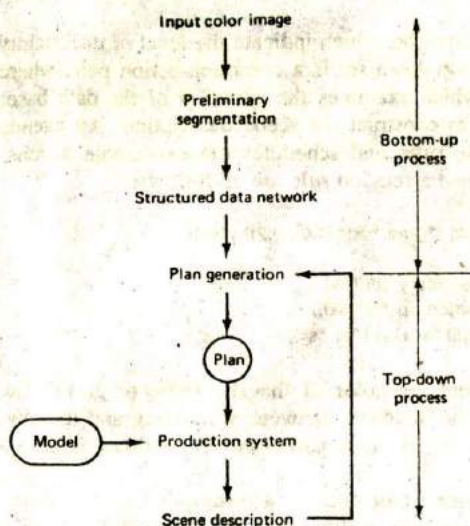 Input color image
Preliminary
segmentation
Bottom-up
process
Structured data network
Plan generation
Plan
Top-down
process
Model
Production system
Scene description